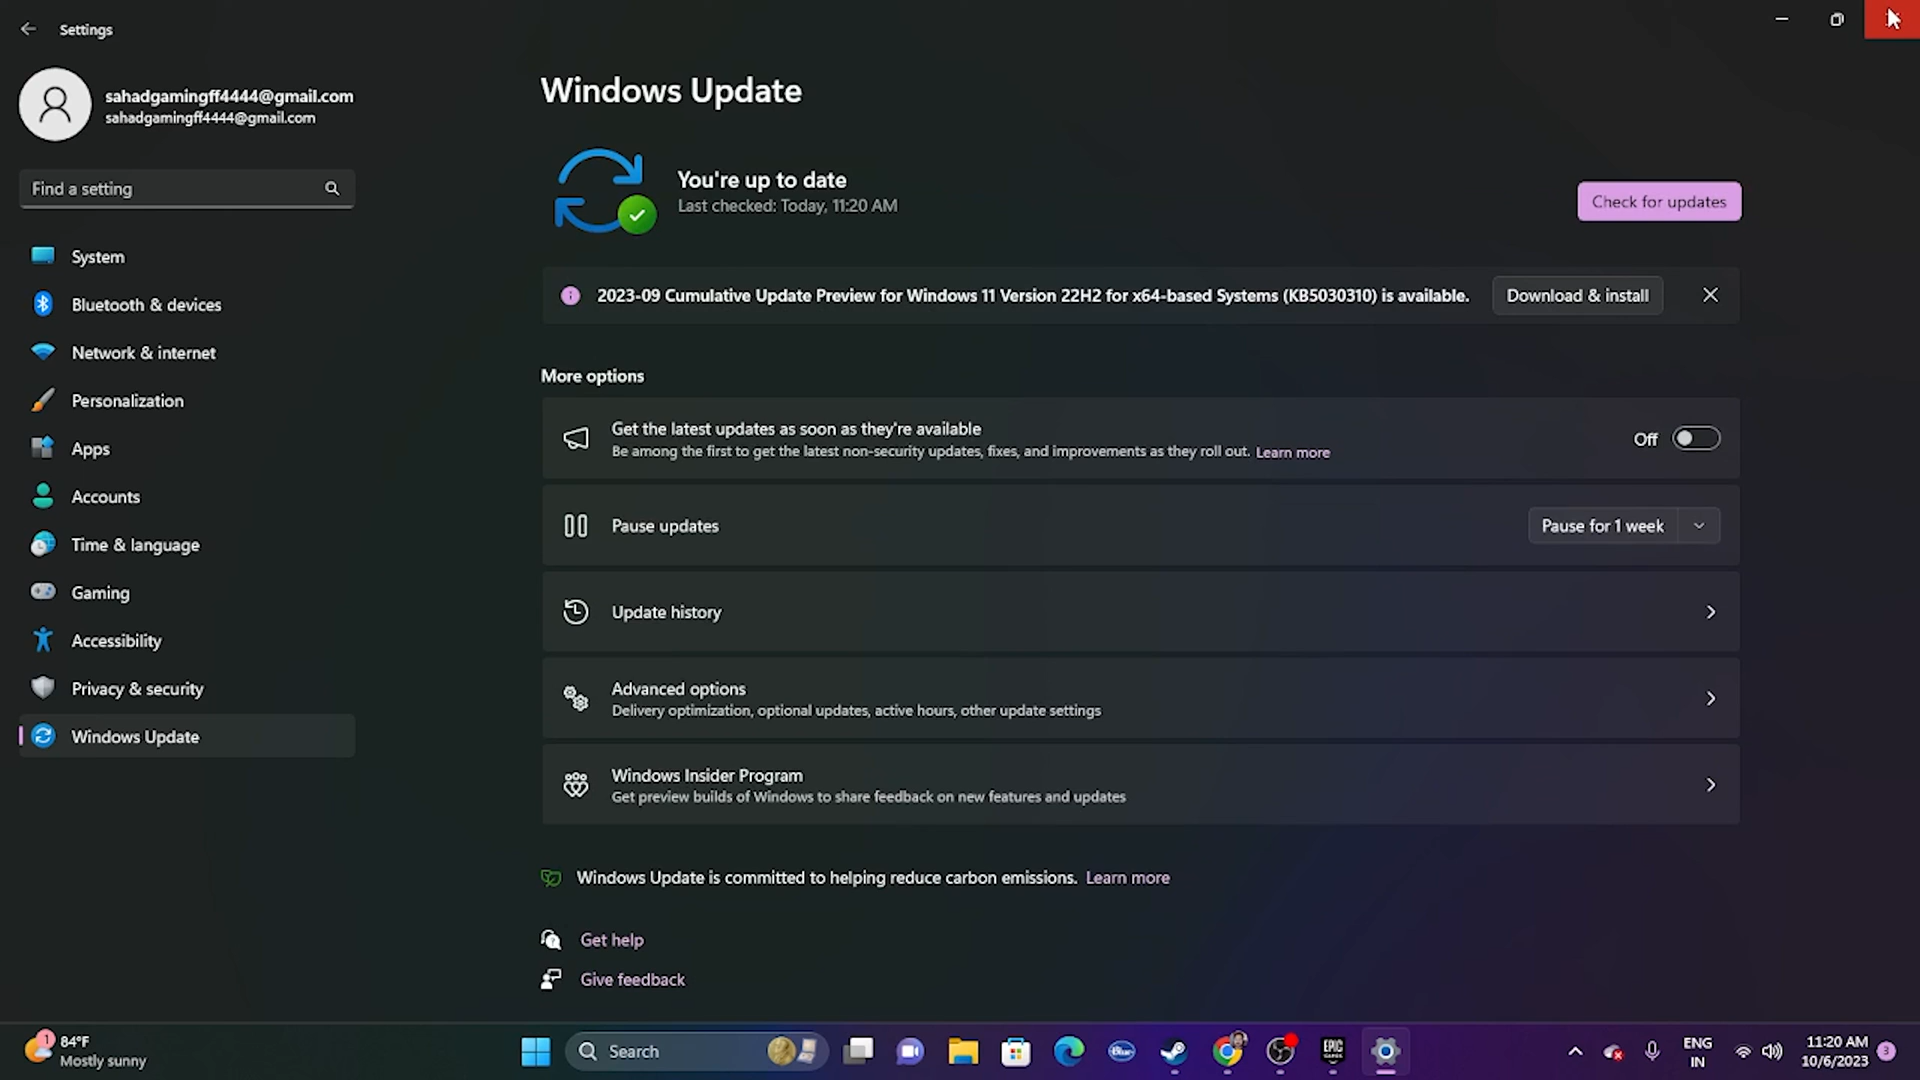 Settings
sahadgamingff4444@gmail.com
sahadgamingff4444@gmail.com
Find a setting
System
Bluetooth & devices
Network & internet
Personalization
Apps
Accounts
Time & language
Gaming
Accessibility
Privacy & security
Windows Update
Windows Update
You're up to date
Last checked: Today, 11:20 AM
Check for updates
2023-09 Cumulative Update Preview for Windows 11 Version 22H2 for x64-based Systems (KB5030310) is available.
Download & install
More options
Get the latest updates as soon as they're available
Be among the first to get the latest non-security updates, fixes, and improvements as they roll out. Learn more
Off
Pause updates
Pause for 1 week
Update history
Advanced options
Delivery optimization, optional updates, active hours, other update settings
Windows Insider Program
Get preview builds of Windows to share feedback on new features and updates
Windows Update is committed to helping reduce carbon emissions. Learn more
Get help
Give feedback
1
84°F
Mostly sunny
Search
Blue
EPIC
GAMES
ENG
IN
11:20 AM
10/6/2023
3